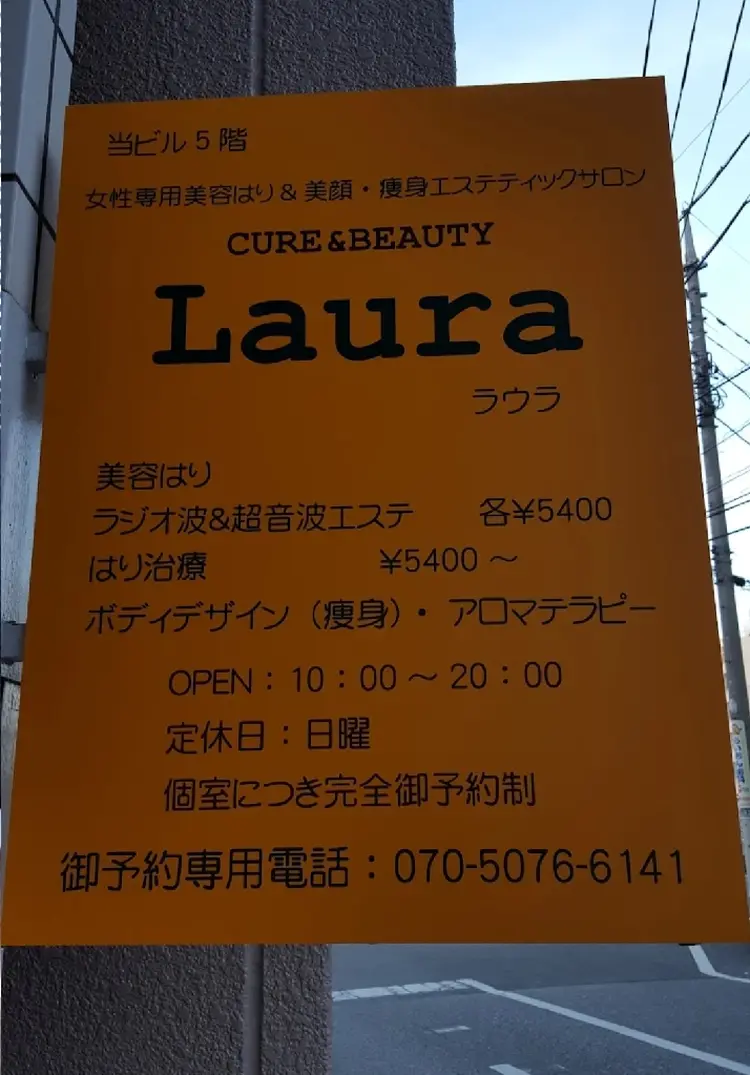 当ビル5階
女性専用美容はり&美顔・痩身エステティックサロン
CURE&BEAUTY
Laura
ラウラ
美容はり
ラジオ波&超音波エステ 各¥5400
はり治療 ¥5400～
ボディデザイン（痩身）・アロマテラピー
OPEN：10：00～20：00
定休日：日曜
個室につき完全御予約制
御予約専用電話：070-5076-6141